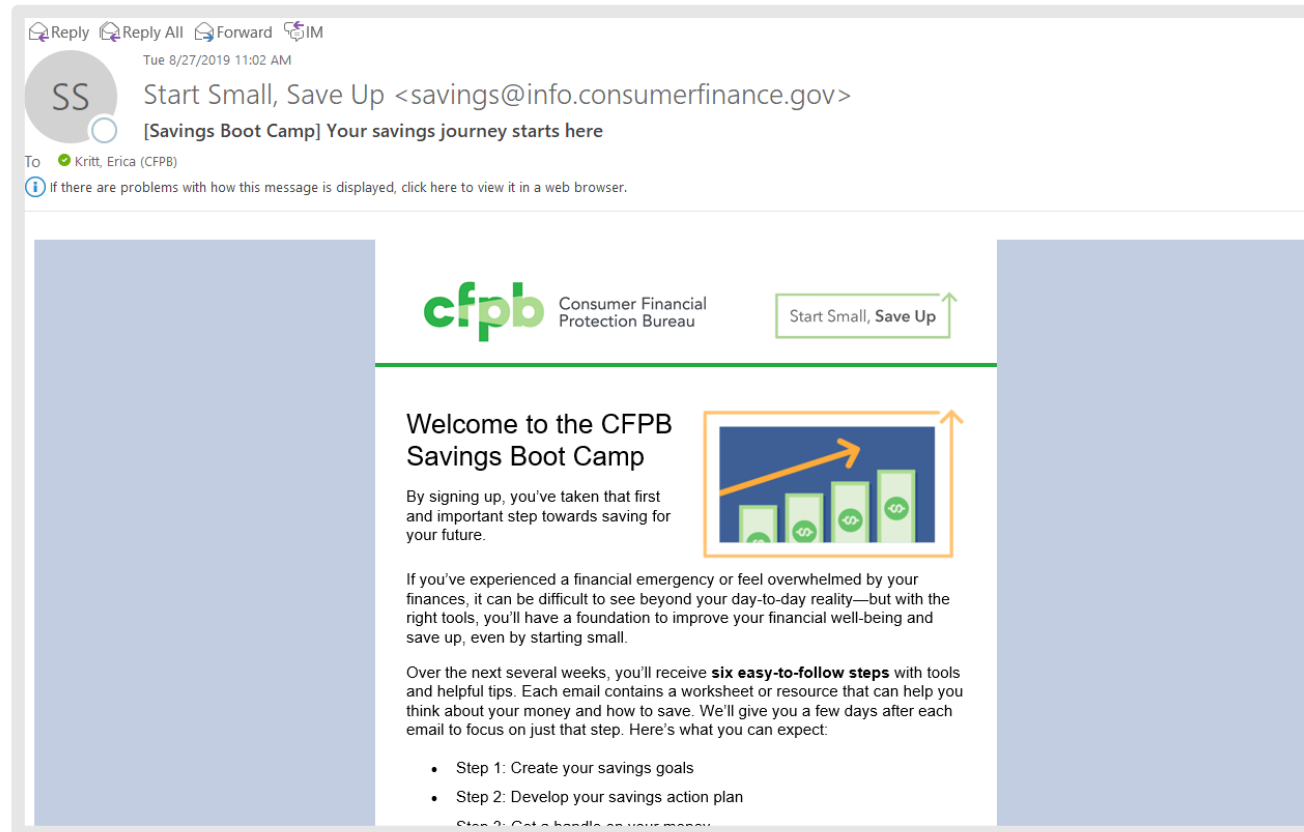 Reply Reply All Forward IM
Tue 8/27/2019 11:02 AM
SS
Start Small, Save Up <savings@info.consumerfinance.gov>
[Savings Boot Camp] Your savings journey starts here
To Kritt, Erica (CFPB)
If there are problems with how this message is displayed, click here to view it in a web browser.
cfpb Consumer Financial
Protection Bureau
Start Small, Save Up
Welcome to the CFPB
Savings Boot Camp
By signing up, you’ve taken that first
and important step towards saving for
your future.
If you’ve experienced a financial emergency or feel overwhelmed by your
finances, it can be difficult to see beyond your day-to-day reality—but with the
right tools, you’ll have a foundation to improve your financial well-being and
save up, even by starting small.
Over the next several weeks, you’ll receive six easy-to-follow steps with tools
and helpful tips. Each email contains a worksheet or resource that can help you
think about your money and how to save. We’ll give you a few days after each
email to focus on just that step. Here’s what you can expect:
• Step 1: Create your savings goals
• Step 2: Develop your savings action plan
Step 3: Get a handle on your money